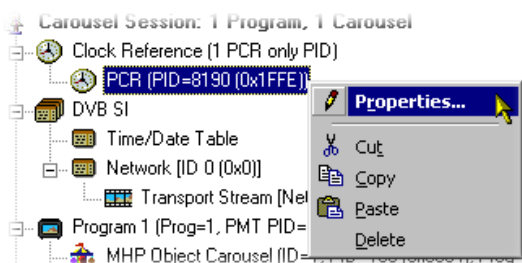 Carousel Session: 1 Program, 1 Carousel
Clock Reference (1 PCR only PID)
PCR (PID=8190 (0x1FFE))
Properties...
DVB SI
Time/Date Table
Cut
Network [ID 0 (0x0)]
Copy
Transport Stream [Net
Paste
Program 1 (Prog=1, PMT PID=
Delete
MHP Object Carousel (ID=